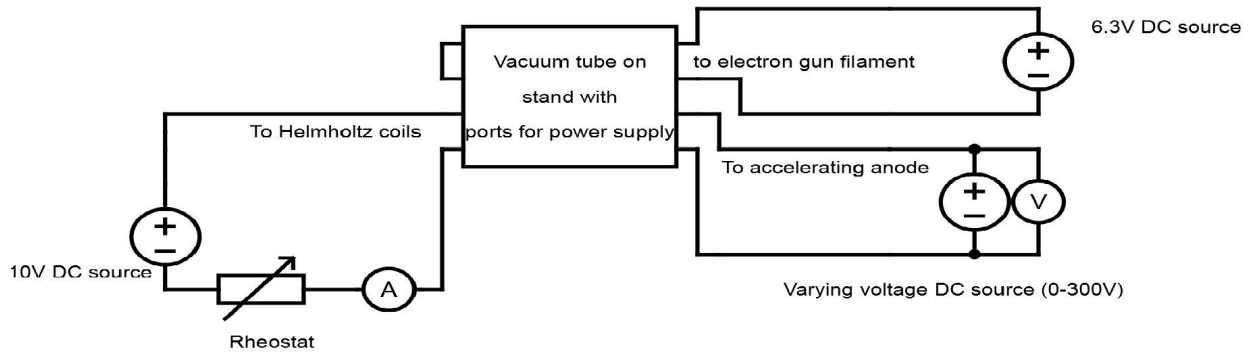 6.3V DC source
Vacuum tube on
stand with
ports for power supply
to electron gun filament
To Helmholtz coils
To accelerating anode
+
−
+
−
V
+
−
10V DC source
A
Varying voltage DC source (0-300V)
Rheostat